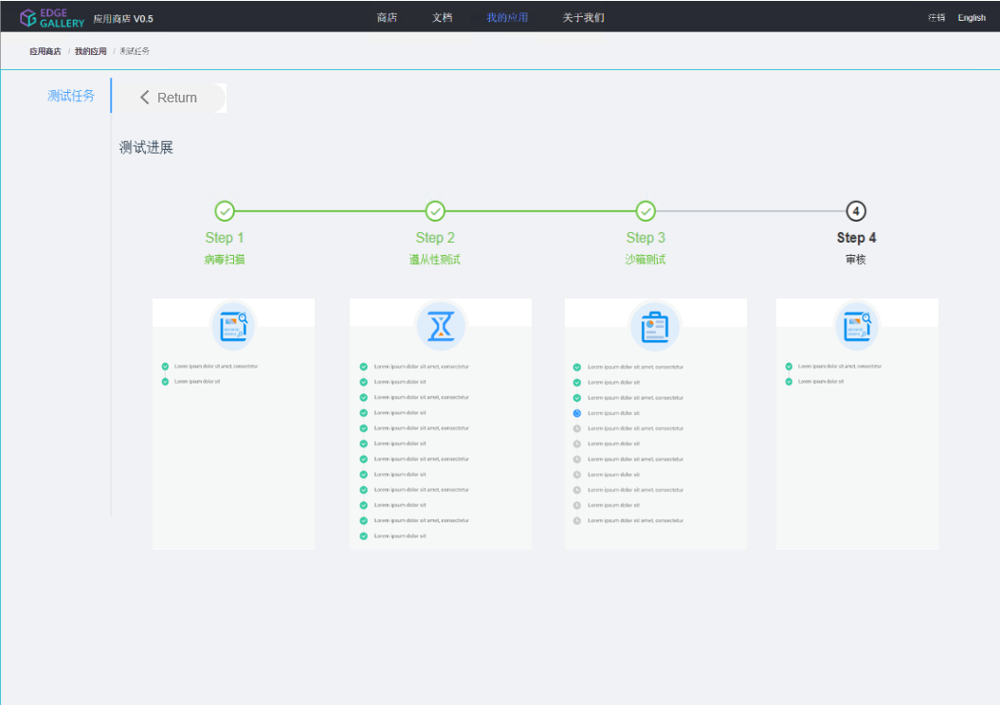 EDGE
GALLERY
应用商店 V0.5
商店
文档
我的应用
关于我们
注销
English
应用商店 / 我的应用 / 测试任务
测试任务
Return
测试进展
4
Step 1
Step 2
Step 3
Step 4
病毒扫描
遵从性测试
沙箱测试
审核
Lorem ipsum dolor sit amet, consectetur
Lorem ipsum dolor sit
Lorem ipsum dolor sit amet, consectetur
Lorem ipsum dolor sit
Lorem ipsum dolor sit amet, consectetur
Lorem ipsum dolor sit
Lorem ipsum dolor sit amet, consectetur
Lorem ipsum dolor sit
Lorem ipsum dolor sit amet, consectetur
Lorem ipsum dolor sit
Lorem ipsum dolor sit amet, consectetur
Lorem ipsum dolor sit
Lorem ipsum dolor sit amet, consectetur
Lorem ipsum dolor sit
Lorem ipsum dolor sit amet, consectetur
Lorem ipsum dolor sit
Lorem ipsum dolor sit amet, consectetur
Lorem ipsum dolor sit
Lorem ipsum dolor sit amet, consectetur
Lorem ipsum dolor sit
Lorem ipsum dolor sit amet, consectetur
Lorem ipsum dolor sit
Lorem ipsum dolor sit amet, consectetur
Lorem ipsum dolor sit
Lorem ipsum dolor sit amet, consectetur
Lorem ipsum dolor sit amet, consectetur
Lorem ipsum dolor sit